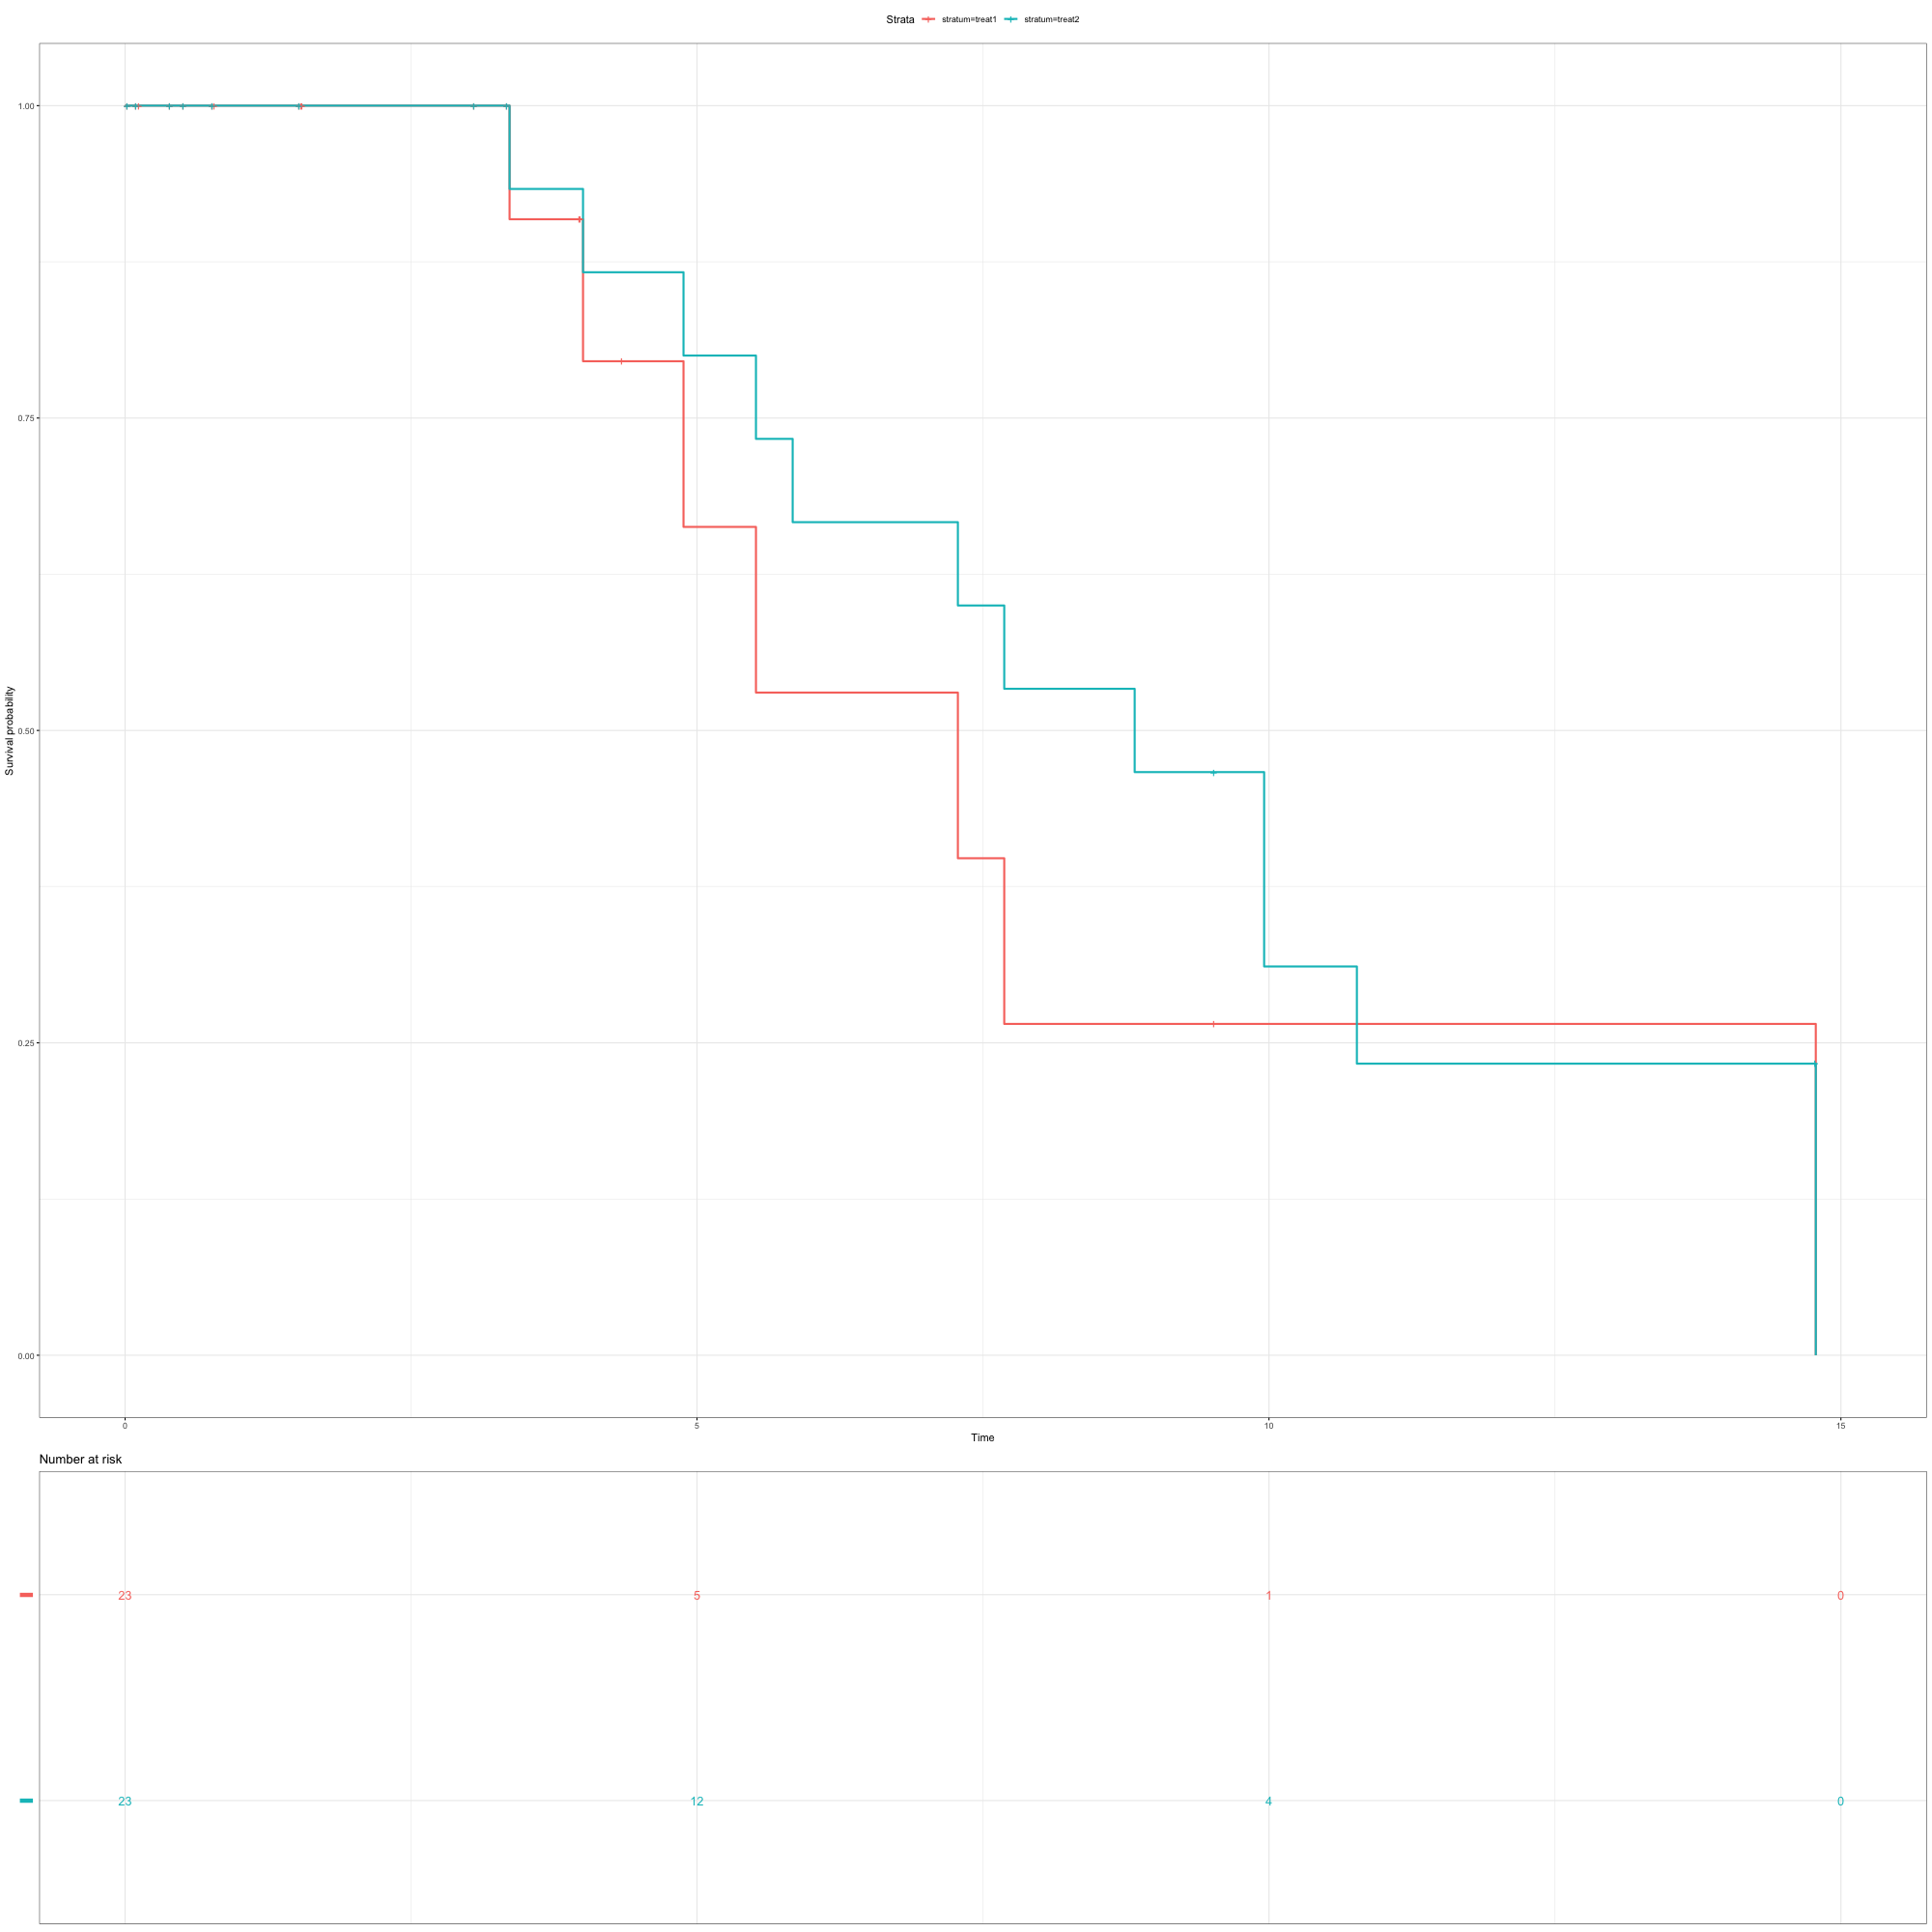 Strata stratum=treat1 stratum=treat2
1.00
0.75
0.50
0.25
0.00
Survival probability
0 5 10 15
Time
Number at risk
23 5 1 0
23 12 4 0